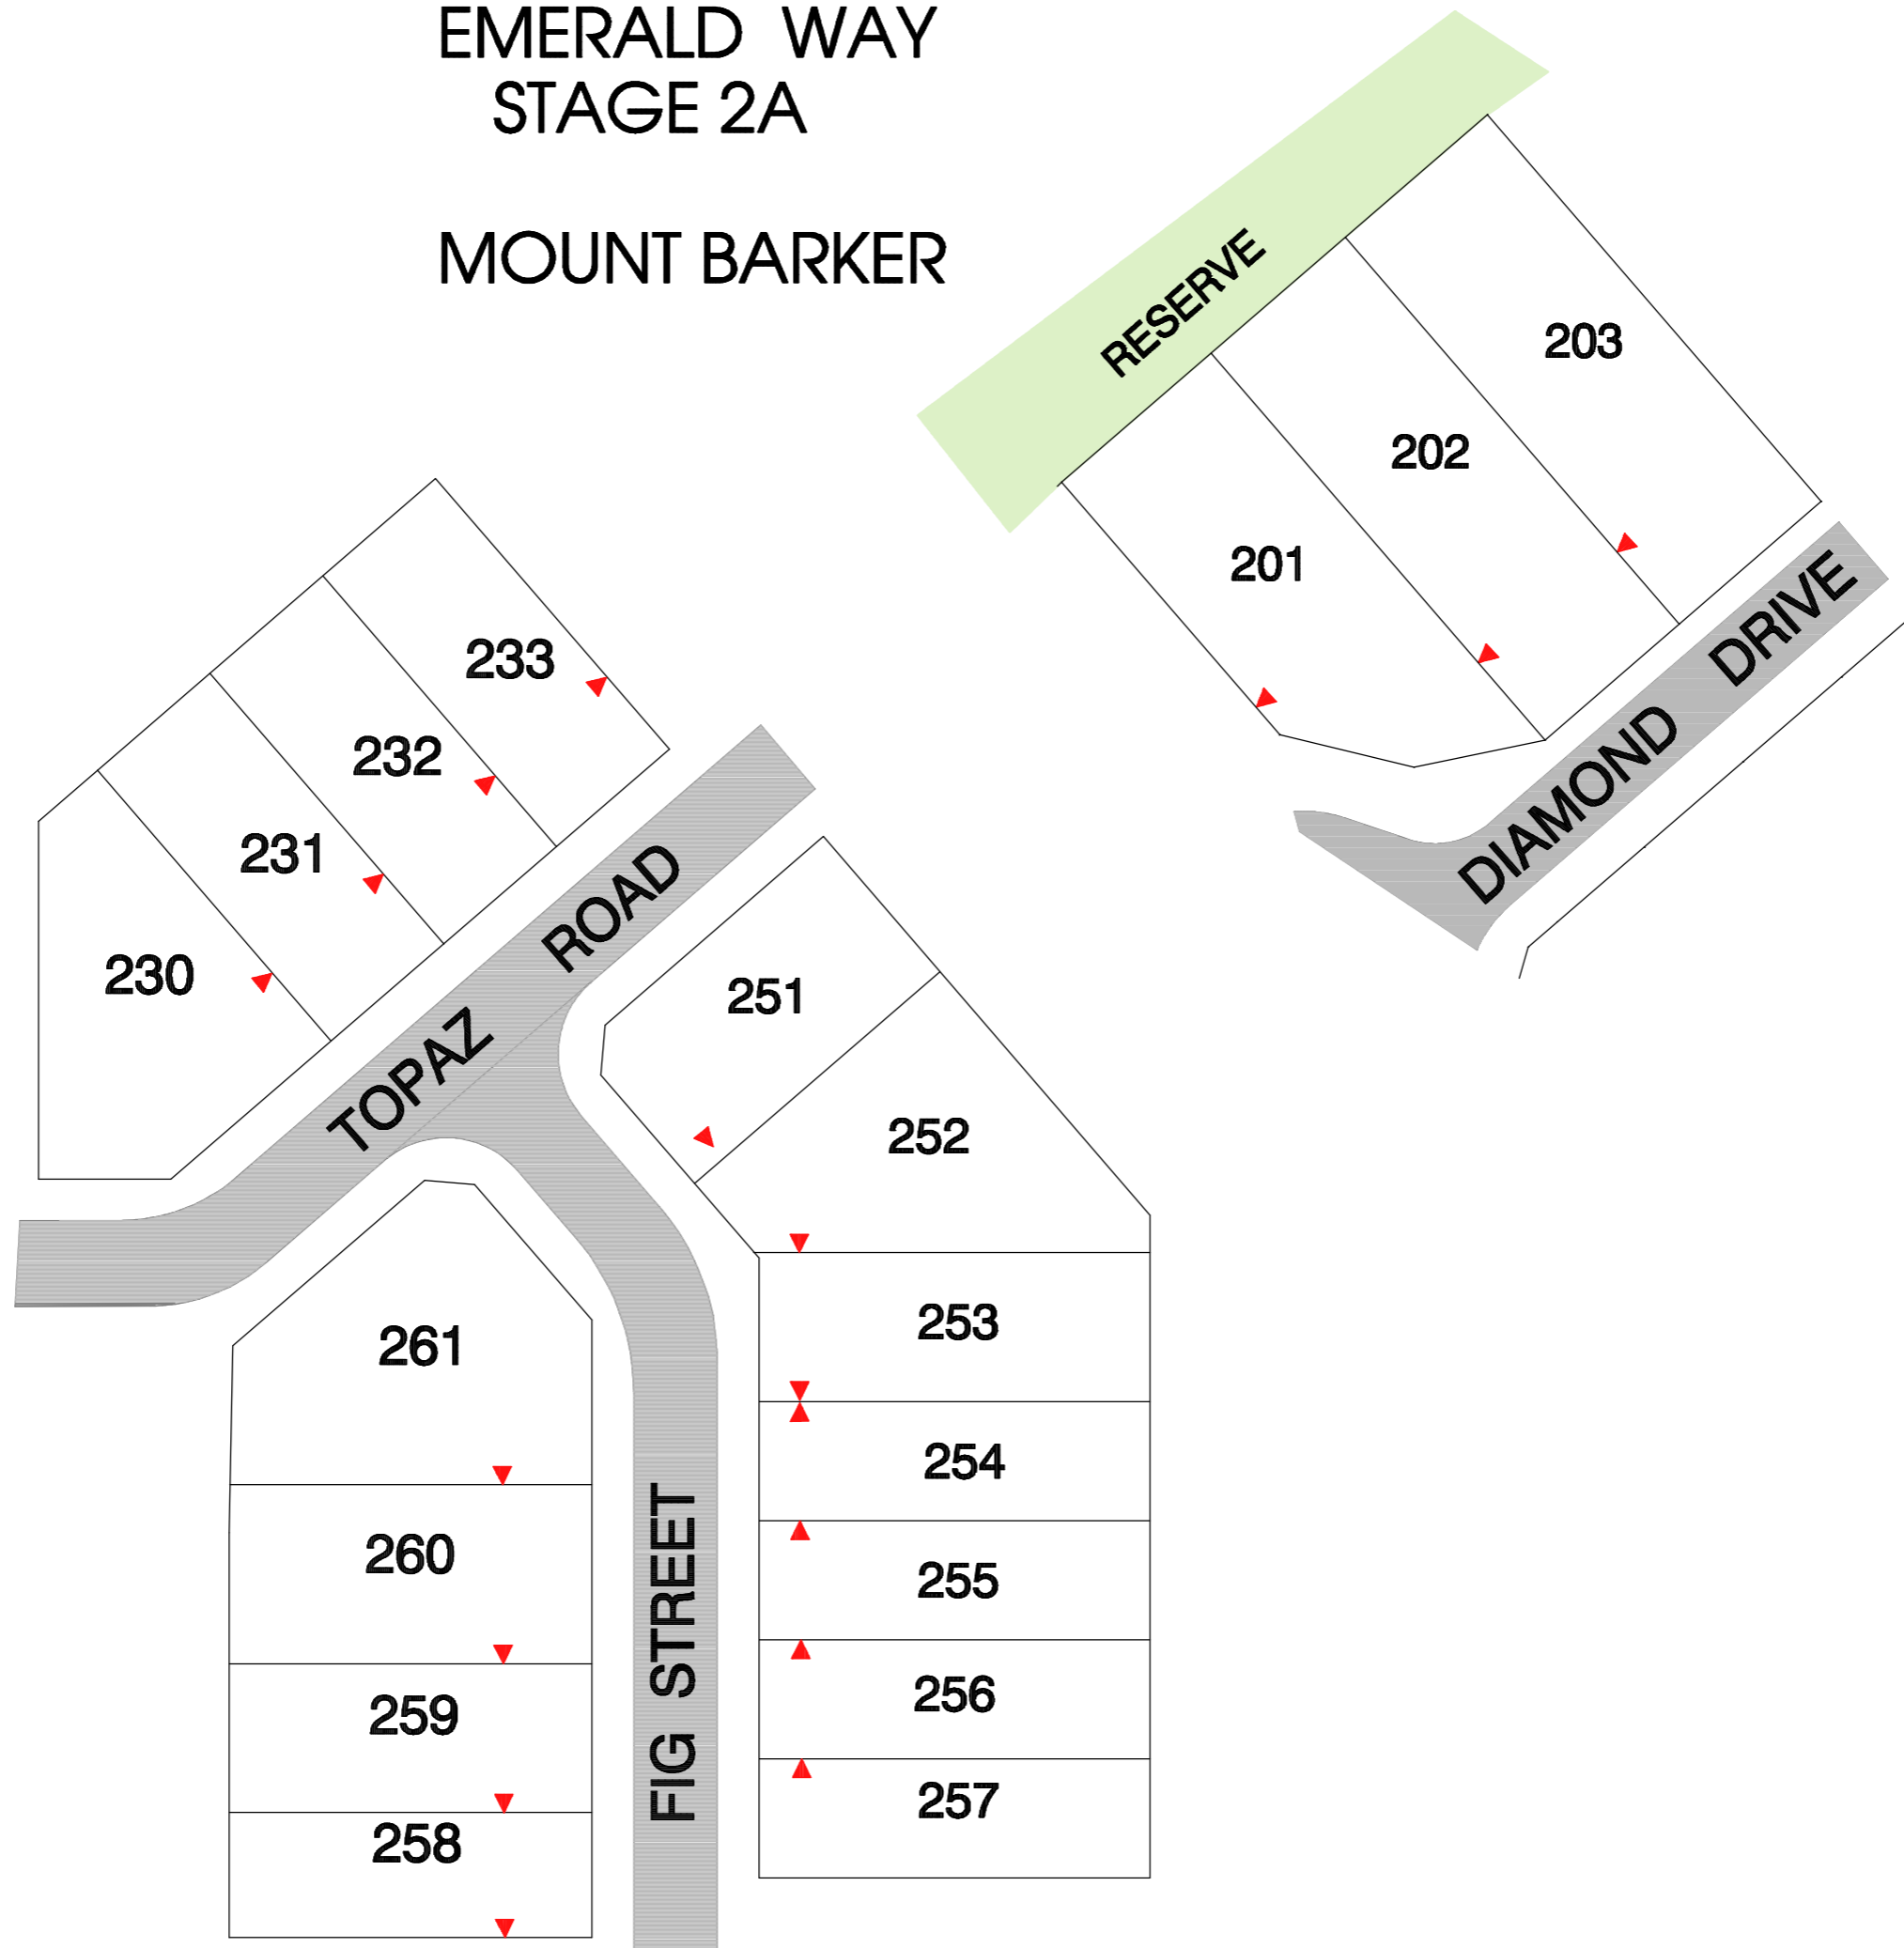 EMERALD WAY
STAGE 2A
MOUNT BARKER
RESERVE
203
202
201
DIAMOND DRIVE
233
232
231
230
TOPAZ ROAD
251
252
253
254
255
256
257
261
260
259
258
FIG STREET